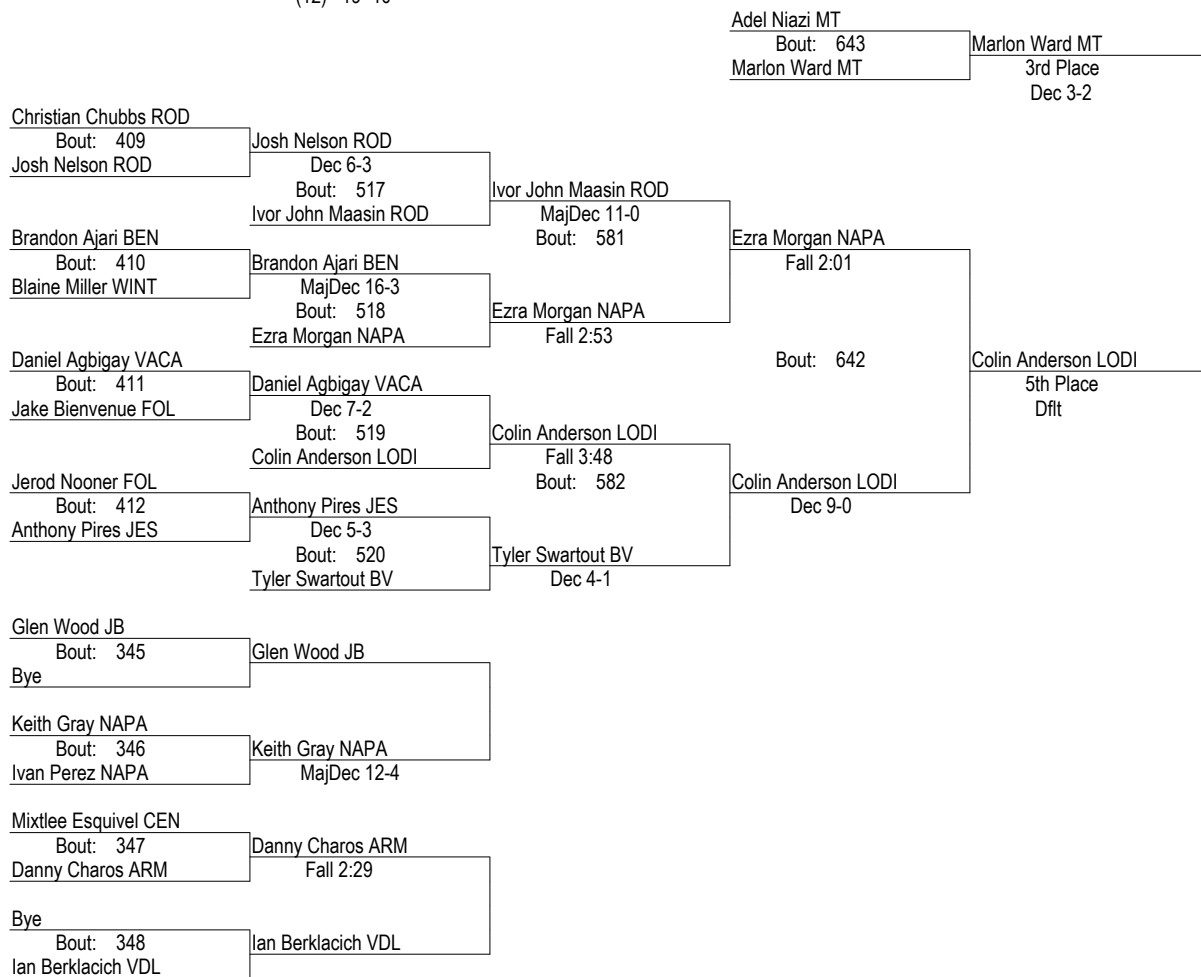 Adel Niazi MT
Bout: 643
Marlon Ward MT
Marlon Ward MT
3rd Place
Dec 3-2
Christian Chubbs ROD
Bout: 409
Josh Nelson ROD
Josh Nelson ROD
Dec 6-3
Bout: 517
Ivor John Maasin ROD
Ivor John Maasin ROD
MajDec 11-0
Bout: 581
Brandon Ajari BEN
Bout: 410
Blaine Miller WINT
Brandon Ajari BEN
MajDec 16-3
Bout: 518
Ezra Morgan NAPA
Ezra Morgan NAPA
Fall 2:53
Ezra Morgan NAPA
Fall 2:01
Bout: 642
Colin Anderson LODI
5th Place
Dflt
Daniel Agbigay VACA
Bout: 411
Jake Bienvenue FOL
Daniel Agbigay VACA
Dec 7-2
Bout: 519
Colin Anderson LODI
Colin Anderson LODI
Fall 3:48
Bout: 582
Colin Anderson LODI
Dec 9-0
Jerod Nooner FOL
Bout: 412
Anthony Pires JES
Anthony Pires JES
Dec 5-3
Bout: 520
Tyler Swartout BV
Tyler Swartout BV
Dec 4-1
Glen Wood JB
Bout: 345
Bye
Glen Wood JB
Keith Gray NAPA
Bout: 346
Ivan Perez NAPA
Keith Gray NAPA
MajDec 12-4
Mixtlee Esquivel CEN
Bout: 347
Danny Charos ARM
Danny Charos ARM
Fall 2:29
Bye
Bout: 348
Ian Berklacich VDL
Ian Berklacich VDL